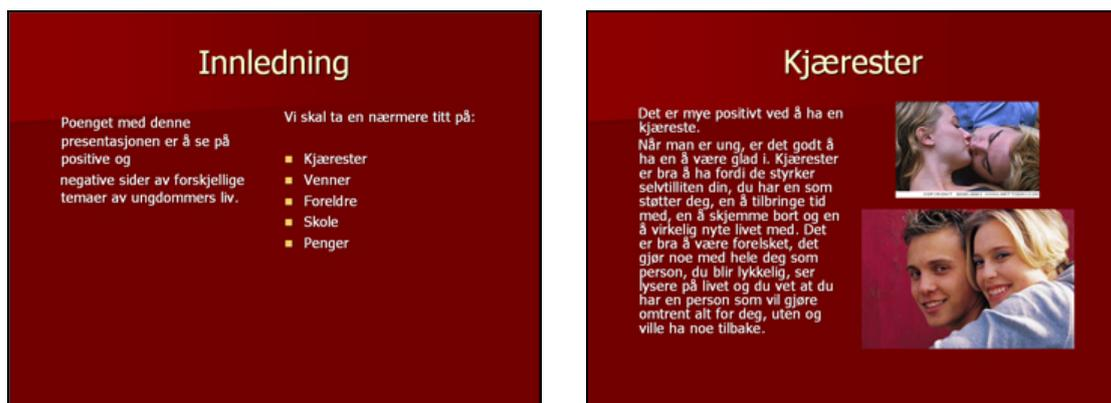 Innledning
Poenget med denne
presentasjonen er å se på
positive og
negative sider av forskjellige
temaer av ungdommers liv.
Vi skal ta en nærmere titt på:
Kjærester
Venner
Foreldre
Skole
Penger
Kjærester
Det er mye positivt ved å ha en
kjæreste.
Når man er ung, er det godt å
ha en å være glad i. Kjærester
er bra å ha fordi de styrker
selvtilliten din, du har en som
støtter deg, en å tilbringe tid
med, en å skjemme bort og en
å virkelig nyte livet med. Det
er bra å være forelsket, det
gjør noe med hele deg som
person, du blir lykkelig, ser
lysere på livet og du vet at du
har en person som vil gjøre
omtrent alt for deg, uten og
ville ha noe tilbake.